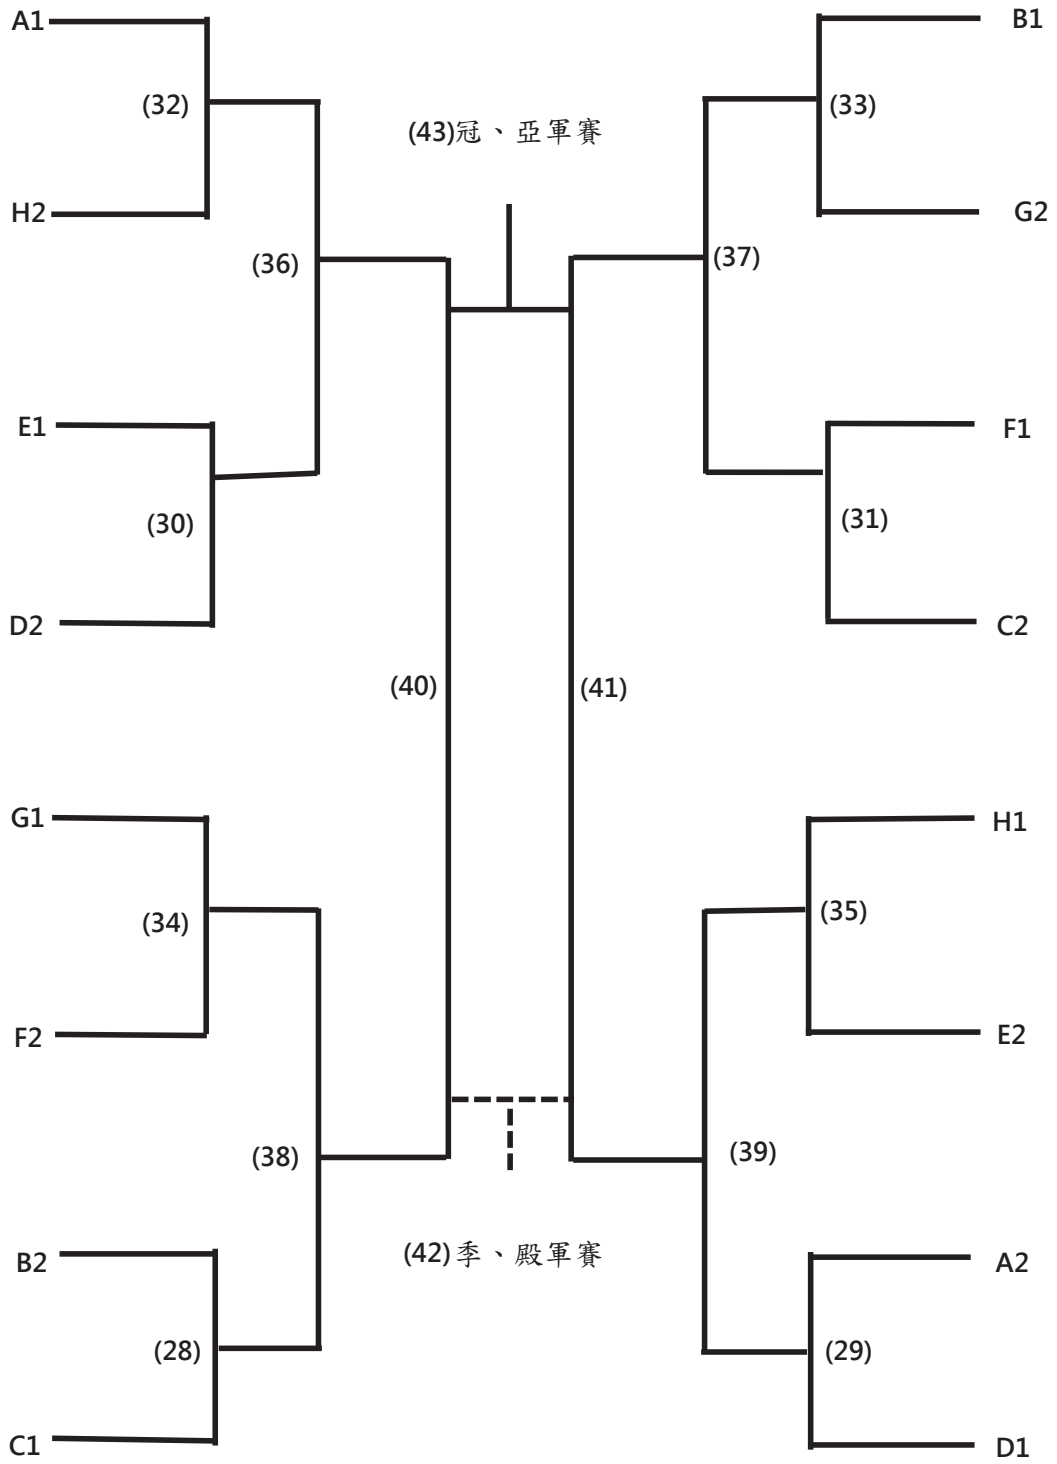 A1
B1
(32)
(33)
(43)冠、亞軍賽
H2
G2
(36)
(37)
E1
F1
(30)
(31)
D2
C2
(40)
(41)
G1
H1
(34)
(35)
F2
E2
(38)
(39)
(42)季、殿軍賽
B2
A2
(28)
(29)
C1
D1